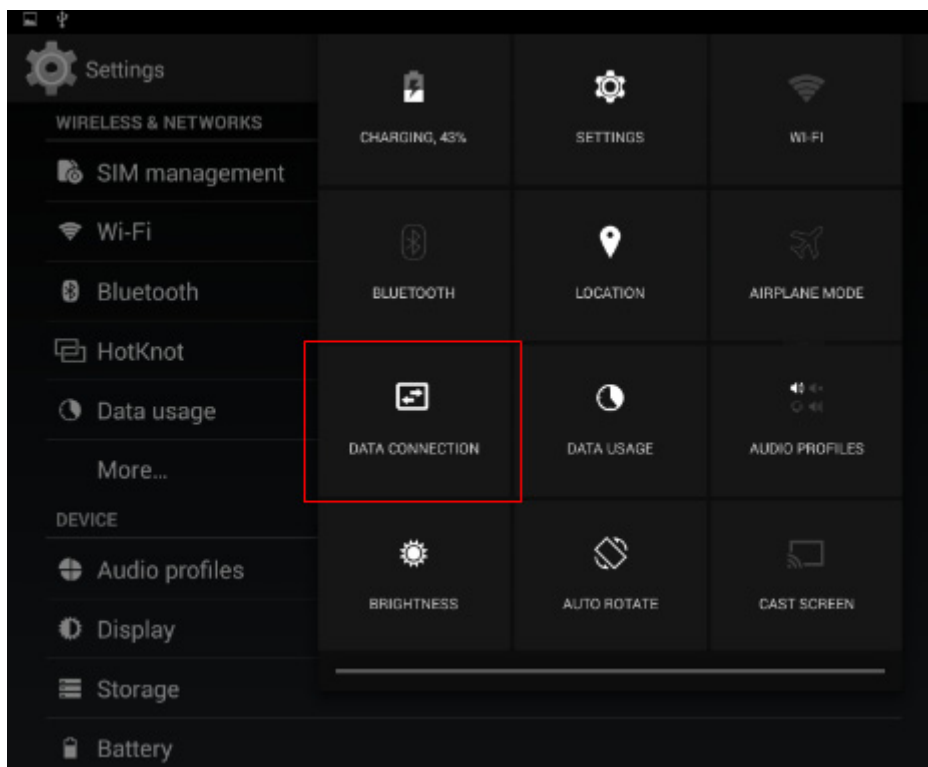 Settings
WIRELESS & NETWORKS
SIM management
Wi-Fi
Bluetooth
HotKnot
Data usage
More...
DEVICE
Audio profiles
Display
Storage
Battery
CHARGING, 43%
SETTINGS
WI-FI
BLUETOOTH
LOCATION
AIRPLANE MODE
DATA CONNECTION
DATA USAGE
AUDIO PROFILES
BRIGHTNESS
AUTO ROTATE
CAST SCREEN